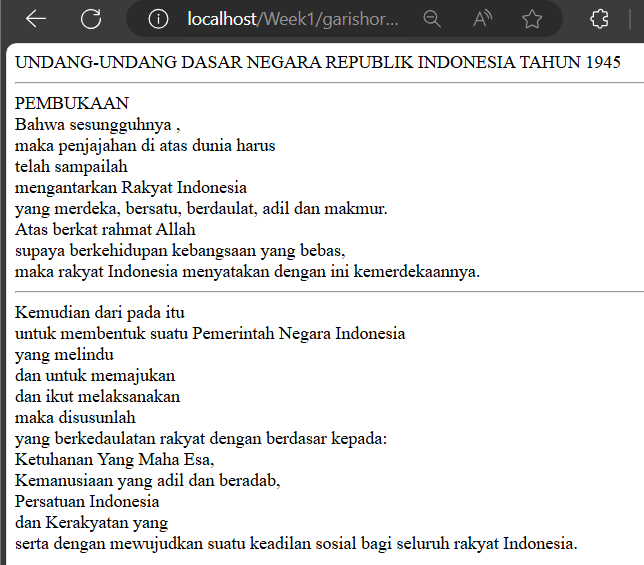 localhost/Week1/garishor...
UNDANG-UNDANG DASAR NEGARA REPUBLIK INDONESIA TAHUN 1945
PEMBUKAAN
Bahwa sesungguhnya ,
maka penjajahan di atas dunia harus
telah sampailah
mengantarkan Rakyat Indonesia
yang merdeka, bersatu, berdaulat, adil dan makmur.
Atas berkat rahmat Allah
supaya berkehidupan kebangsaan yang bebas,
maka rakyat Indonesia menyatakan dengan ini kemerdekaannya.
Kemudian dari pada itu
untuk membentuk suatu Pemerintah Negara Indonesia
yang melindu
dan untuk memajukan
dan ikut melaksanakan
maka disusunlah
yang berkedaulatan rakyat dengan berdasar kepada:
Ketuhanan Yang Maha Esa,
Kemanusiaan yang adil dan beradab,
Persatuan Indonesia
dan Kerakyatan yang
serta dengan mewujudkan suatu keadilan sosial bagi seluruh rakyat Indonesia.